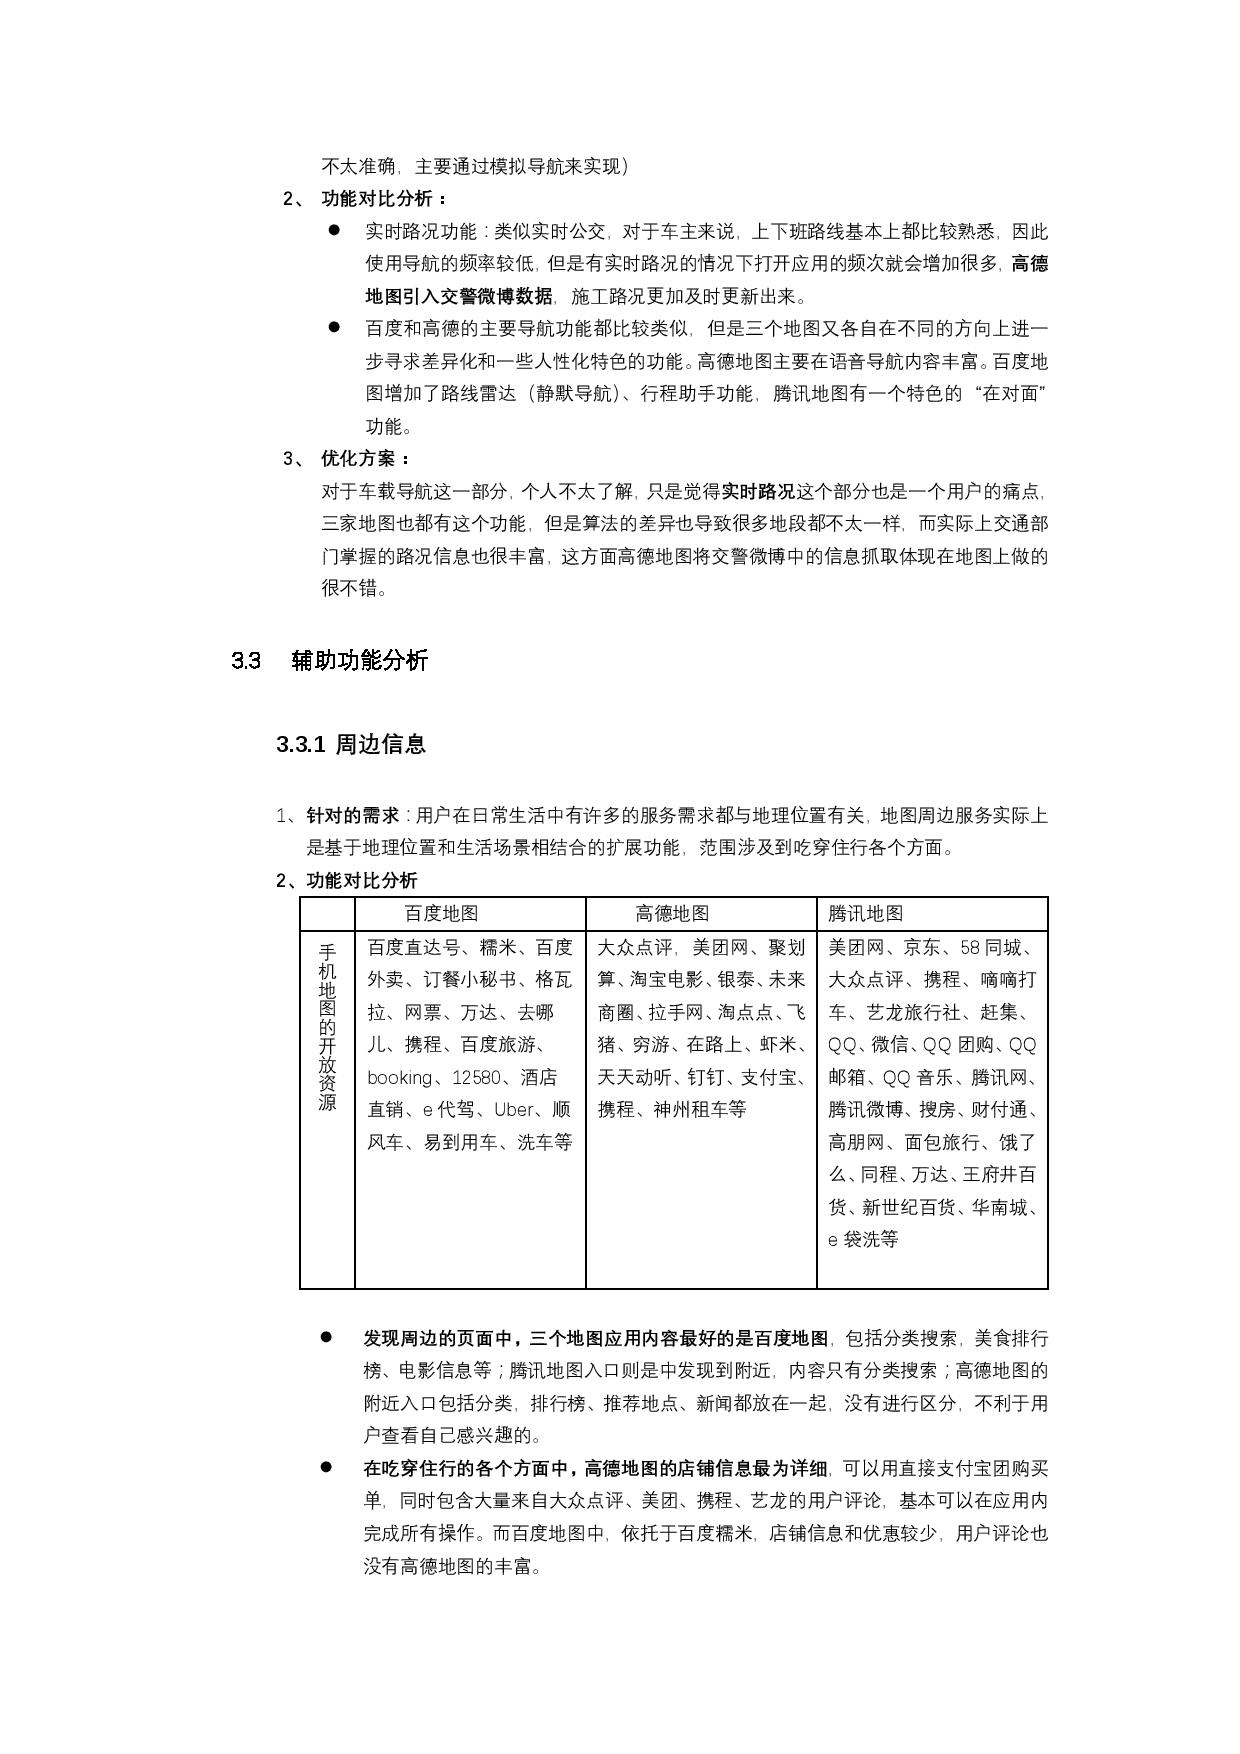 不太准确，主要通过模拟导航来实现）
2、 功能对比分析：
● 实时路况功能：类似实时公交，对于车主来说，上下班路线基本上都比较熟悉，因此
使用导航的频率较低，但是有实时路况的情况下打开应用的频次就会增加很多，高德
地图引入交警微博数据，施工路况更加及时更新出来。
● 百度和高德的主要导航功能都比较类似，但是三个地图又各自在不同的方向上进一
步寻求差异化和一些人性化特色的功能。高德地图主要在语音导航内容丰富。百度地
图增加了路线雷达（静默导航）、行程助手功能，腾讯地图有一个特色的“在对面”
功能。
3、 优化方案：
对于车载导航这一部分，个人不太了解，只是觉得实时路况这个部分也是一个用户的痛点，
三家地图也都有这个功能，但是算法的差异也导致很多地段都不太一样，而实际上交通部
门掌握的路况信息也很丰富，这方面高德地图将交警微博中的信息抓取体现在地图上做的
很不错。
3.3 辅助功能分析
3.3.1 周边信息
1、针对的需求：用户在日常生活中有许多的服务需求都与地理位置有关，地图周边服务实际上
是基于地理位置和生活场景相结合的扩展功能，范围涉及到吃穿住行各个方面。
2、功能对比分析
百度地图
高德地图
腾讯地图
手机地图的开放资源
百度直达号、糯米、百度
外卖、订餐小秘书、格瓦
拉、网票、万达、去哪
儿、携程、百度旅游、
booking、12580、酒店
直销、e代驾、Uber、顺
风车、易到用车、洗车等
大众点评，美团网、聚划
算、淘宝电影、银泰、未来
商圈、拉手网、淘点点、飞
猪、穷游、在路上、虾米、
天天动听、钉钉、支付宝、
携程、神州租车等
美团网、京东、58同城、
大众点评、携程、嘀嘀打
车、艺龙旅行社、赶集、
QQ、微信、QQ团购、QQ
邮箱、QQ音乐、腾讯网、
腾讯微博、搜房、财付通、
高朋网、面包旅行、饿了
么、同程、万达、王府井百
货、新世纪百货、华南城、
e袋洗等
● 发现周边的页面中，三个地图应用内容最好的是百度地图，包括分类搜索，美食排行
榜、电影信息等；腾讯地图入口则是中发现到附近，内容只有分类搜索；高德地图的
附近入口包括分类，排行榜、推荐地点、新闻都放在一起，没有进行区分，不利于用
户查看自己感兴趣的。
● 在吃穿住行的各个方面中，高德地图的店铺信息最为详细，可以用直接支付宝团购买
单，同时包含大量来自大众点评、美团、携程、艺龙的用户评论，基本可以在应用内
完成所有操作。而百度地图中，依托于百度糯米，店铺信息和优惠较少，用户评论也
没有高德地图的丰富。